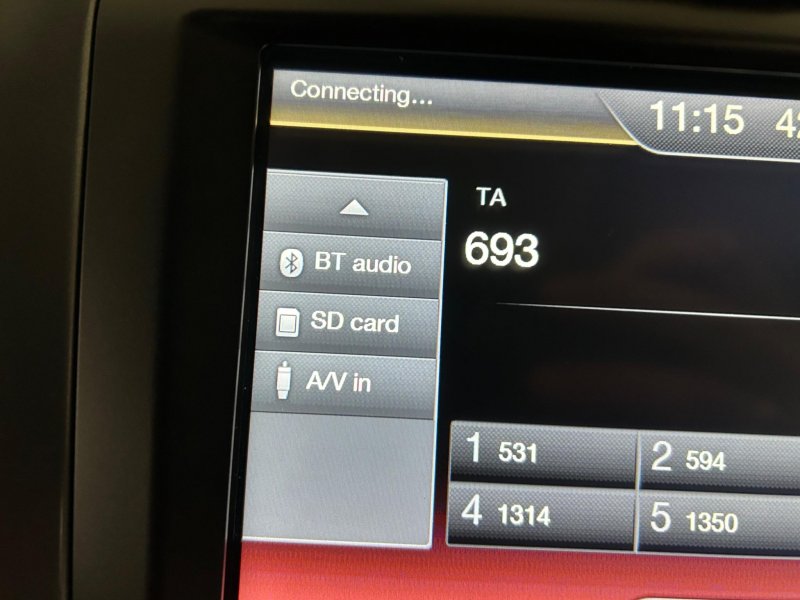 Connecting...
11:15
TA
693
BT audio
SD card
A/V in
1 531
2 594
4 1314
5 1350